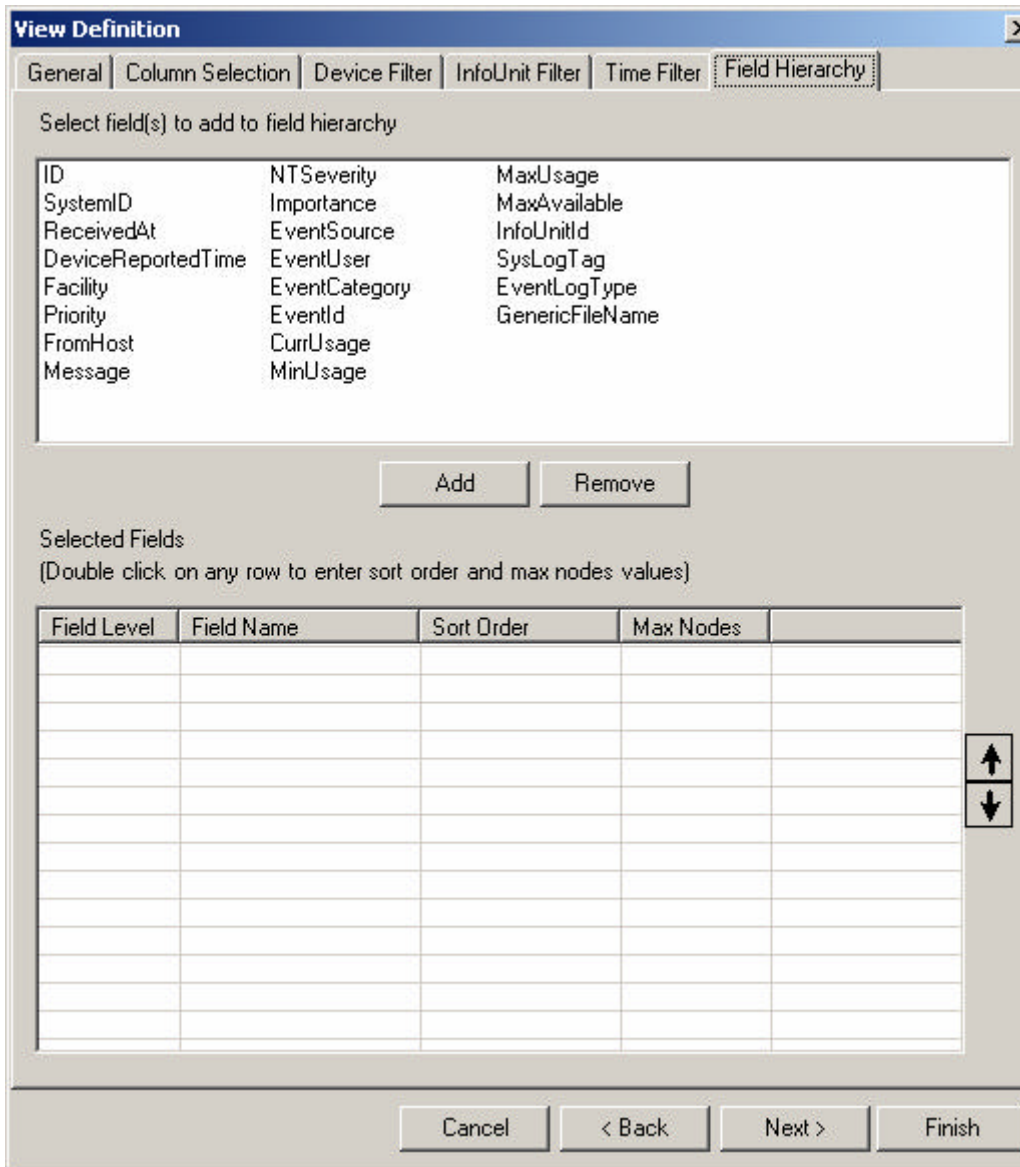 View Definition
General Column Selection Device Filter InfoUnit Filter Time Filter Field Hierarchy
Select field(s) to add to field hierarchy
ID NTSeverity MaxUsage
SystemID Importance MaxAvailable
ReceivedAt EventSource InfoUnitId
DeviceReportedTime EventUser SysLogTag
Facility EventCategory EventLogType
Priority EventId GenericFileName
FromHost CurrUsage
Message MinUsage
Add Remove
Selected Fields
(Double click on any row to enter sort order and max nodes values)
Field Level Field Name Sort Order Max Nodes
Cancel < Back Next > Finish